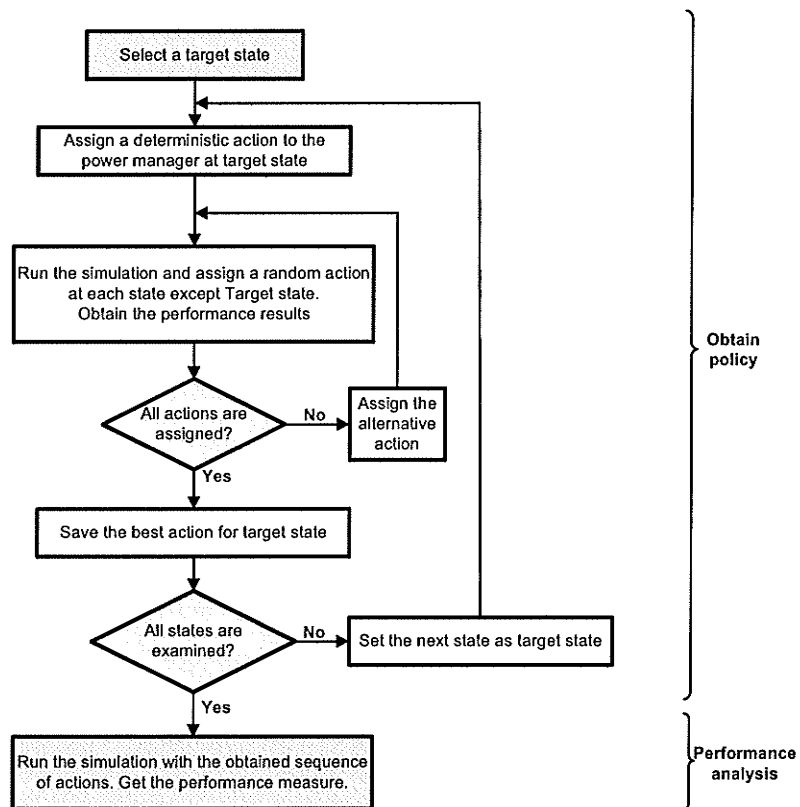 Select a target state
Assign a deterministic action to the
power manager at target state
Run the simulation and assign a random action
at each state except Target state.
Obtain the performance results
All actions are
assigned?
No
Assign the
alternative
action
Yes
Save the best action for target state
All states are
examined?
No
Set the next state as target state
Yes
Run the simulation with the obtained sequence
of actions. Get the performance measure.
Obtain
policy
Performance
analysis